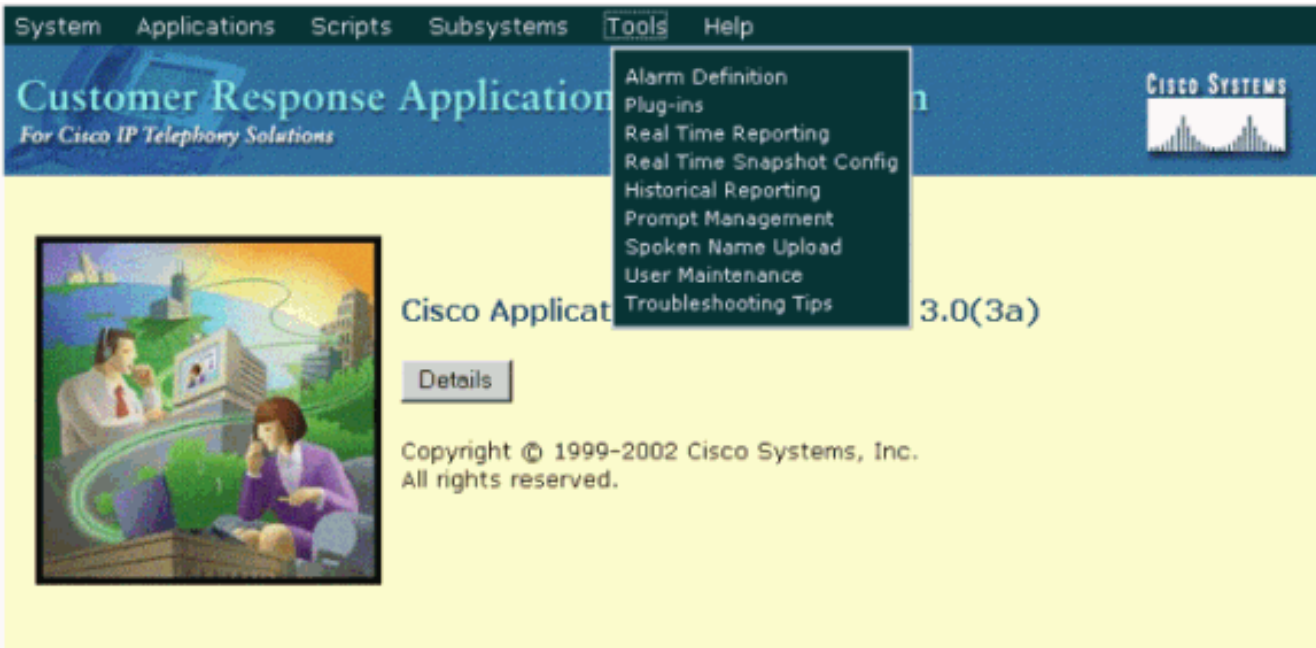 System Applications Scripts Subsystems Tools Help
Customer Response Application n
For Cisco IP Telephony Solutions
CISCO SYSTEMS
Alarm Definition
Plug-ins
Real Time Reporting
Real Time Snapshot Config
Historical Reporting
Prompt Management
Spoken Name Upload
User Maintenance
Troubleshooting Tips
Cisco Applicat 3.0(3a)
Details
Copyright © 1999-2002 Cisco Systems, Inc.
All rights reserved.